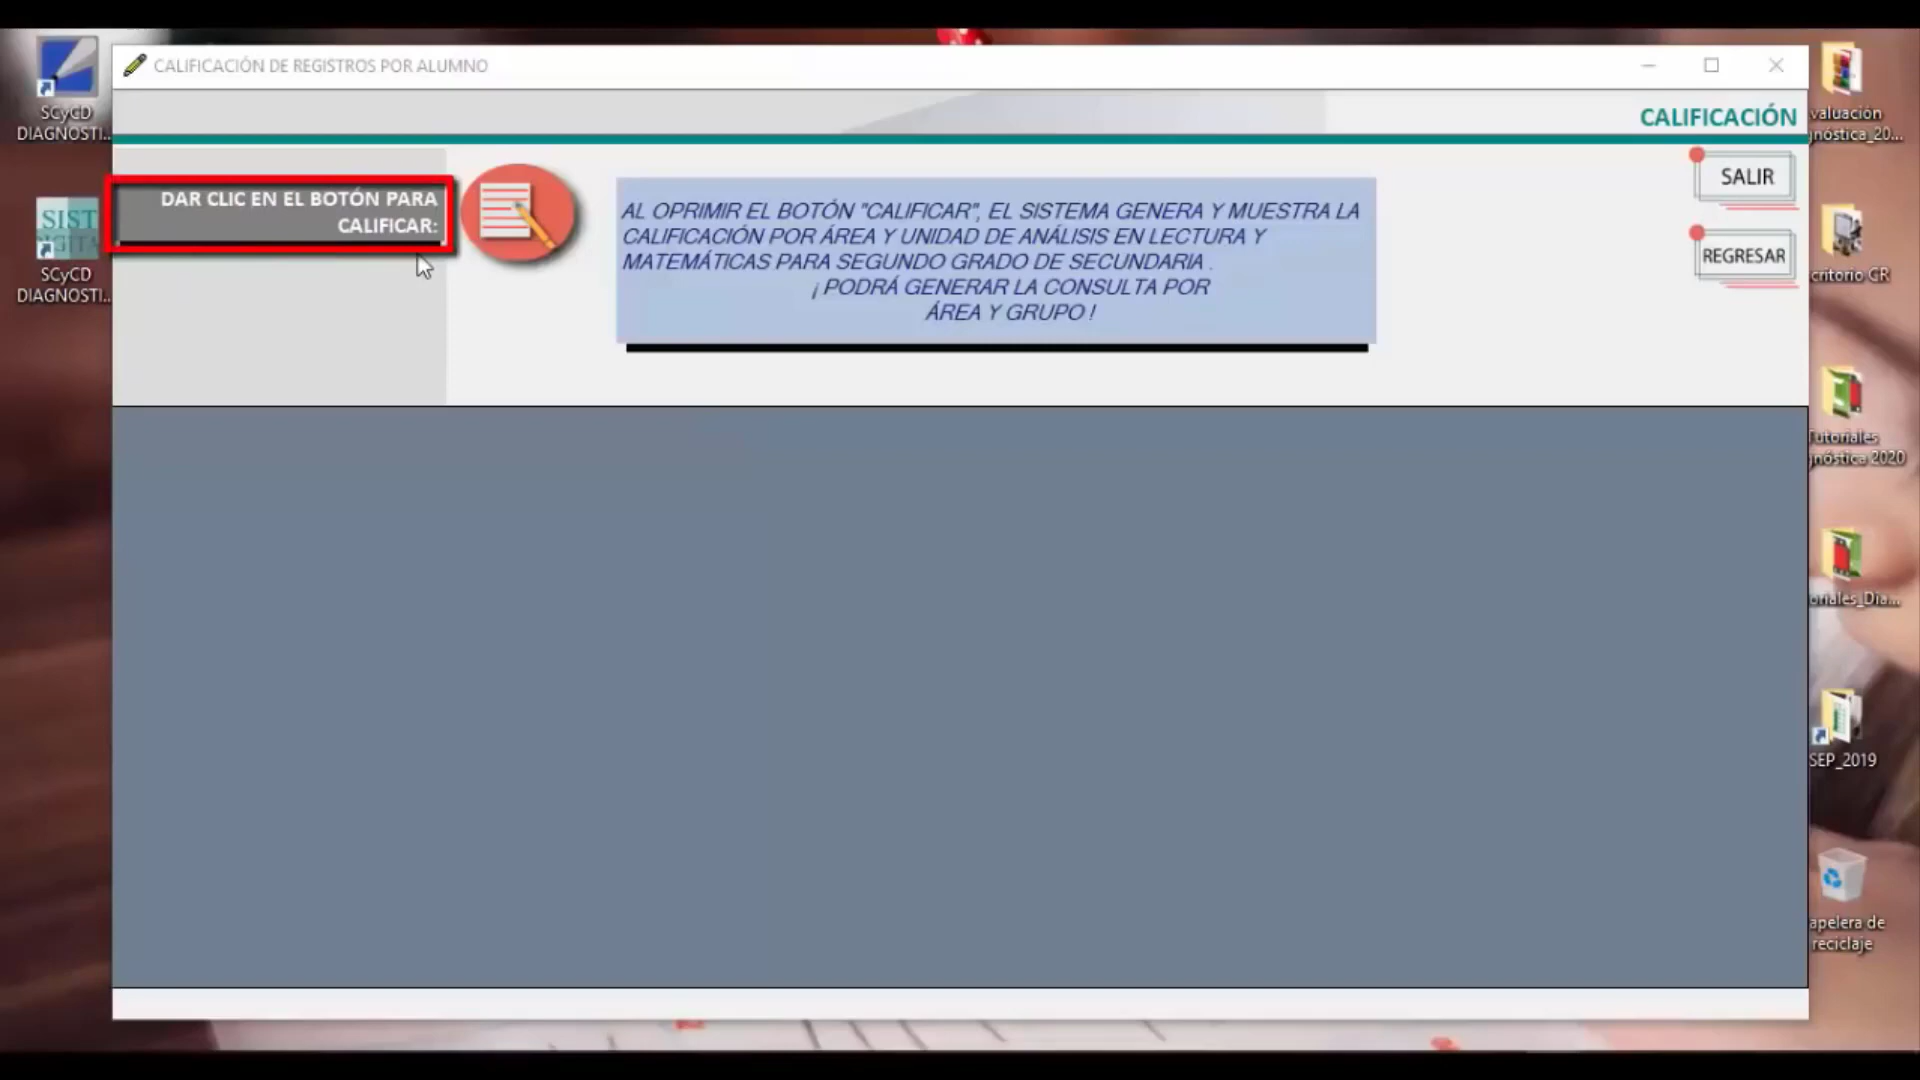 CALIFICACIÓN DE REGISTROS POR ALUMNO
SCyCD
DIAGNOSTI...
CALIFICACIÓN
valuación
nóstica_20...
DAR CLIC EN EL BOTÓN PARA
CALIFICAR:
AL OPRIMIR EL BOTÓN "CALIFICAR", EL SISTEMA GENERA Y MUESTRA LA
CALIFICACIÓN POR ÁREA Y UNIDAD DE ANÁLISIS EN LECTURA Y
MATEMÁTICAS PARA SEGUNDO GRADO DE SECUNDARIA .
¡ PODRÁ GENERAR LA CONSULTA POR
ÁREA Y GRUPO !
SALIR
REGRESAR
SIST
SCyCD
DIAGNOSTI...
critorio GR
Tutoriales
nóstica 2020
oriales_Dia...
SEP_2019
apelera de
reciclaje